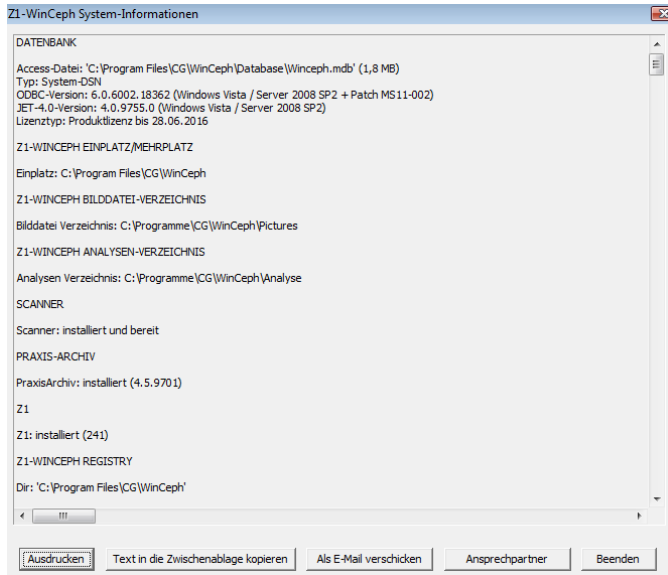 Z1-WinCeph System-Informationen
DATENBANK
Access-Datei: 'C:\Program Files\CG\WinCeph\Database\Winceph.mdb' (1,8 MB)
Typ: System-DSN
ODBC-Version: 6.0.6002.18362 (Windows Vista / Server 2008 SP2 + Patch MS11-002)
JET-4.0-Version: 4.0.9755.0 (Windows Vista / Server 2008 SP2)
Lizenztyp: Produktlizenz bis 28.06.2016
Z1-WINCEPH EINPLATZ/MEHRPLATZ
Einplatz: C:\Program Files\CG\WinCeph
Z1-WINCEPH BILDDATEI-VERZEICHNIS
Bilddatei Verzeichnis: C:\Programme\CG\WinCeph\Pictures
Z1-WINCEPH ANALYSEN-VERZEICHNIS
Analysen Verzeichnis: C:\Programme\CG\WinCeph\Analyse
SCANNER
Scanner: installiert und bereit
PRAXIS-ARCHIV
PraxisArchiv: installiert (4.5.9701)
Z1
Z1: installiert (241)
Z1-WINCEPH REGISTRY
Dir: 'C:\Program Files\CG\WinCeph'
Ausdrucken Text in die Zwischenablage kopieren Als E-Mail verschicken Ansprechpartner Beenden